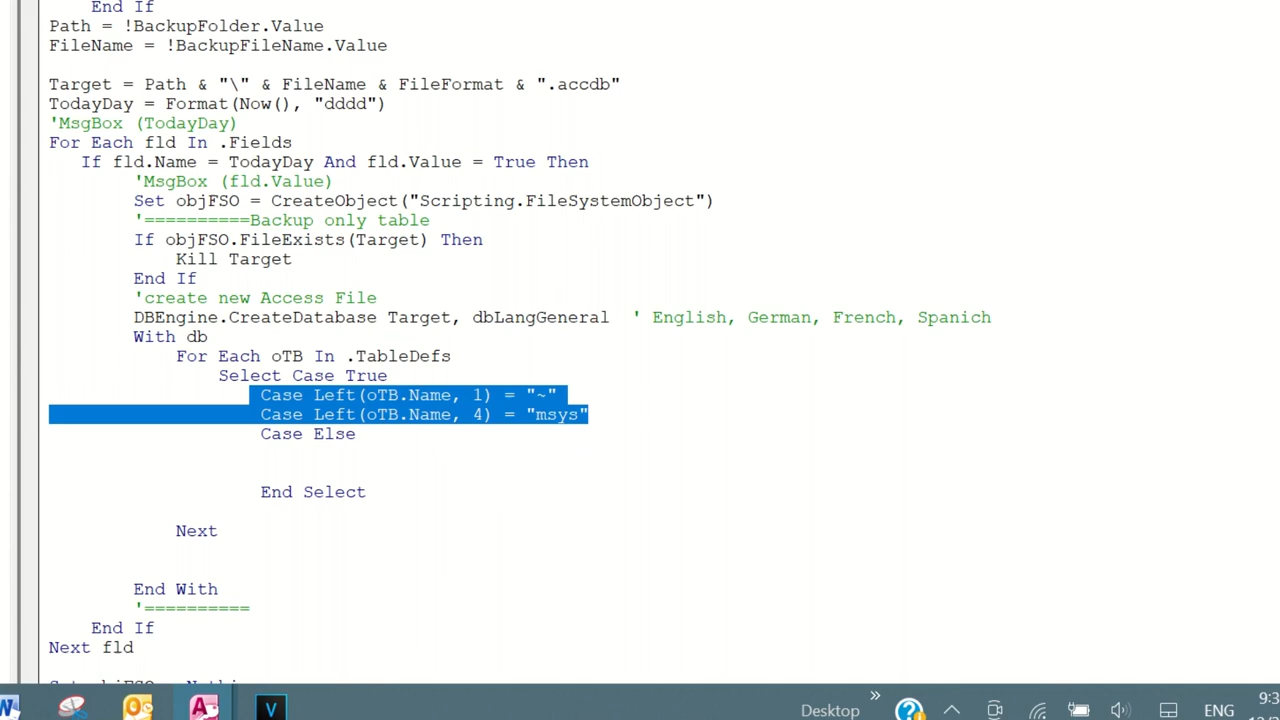 End If
Path = !BackupFolder.Value
FileName = !BackupFileName.Value
Target = Path & "\" & FileName & FileFormat & ".accdb"
TodayDay = Format(Now(), "dddd")
'MsgBox (TodayDay)
For Each fld In .Fields
If fld.Name = TodayDay And fld.Value = True Then
'MsgBox (fld.Value)
Set objFSO = CreateObject("Scripting.FileSystemObject")
'==========Backup only table
If objFSO.FileExists(Target) Then
Kill Target
End If
'create new Access File
DBEngine.CreateDatabase Target, dbLangGeneral ' English, German, French, Spanich
With db
For Each oTB In .TableDefs
Select Case True
Case Left(oTB.Name, 1) = "~"
Case Left(oTB.Name, 4) = "msys"
Case Else
End Select
Next
End With
'==========
End If
Next fld
Desktop
ENG